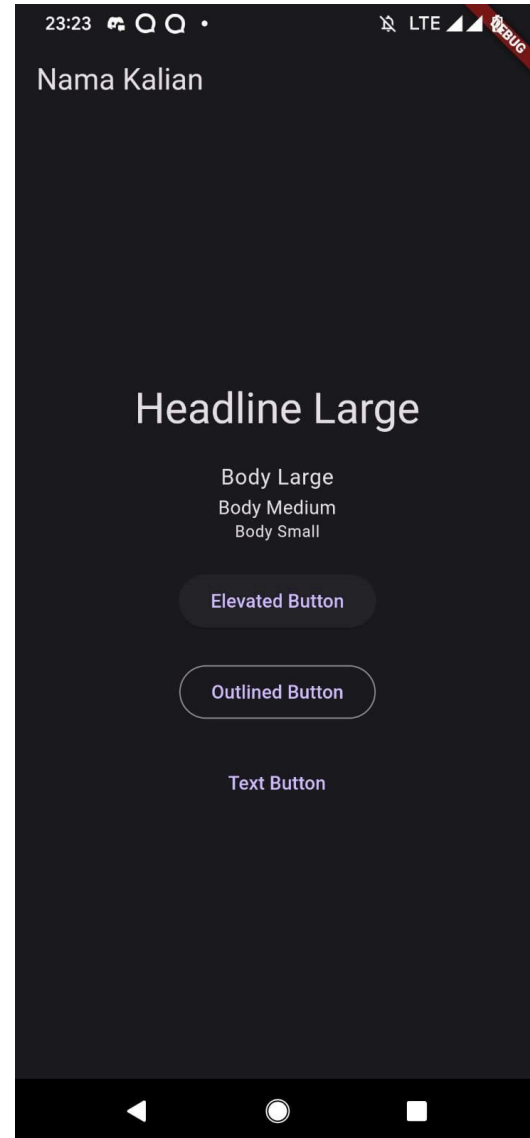 23:23
LTE
DEBUG
Nama Kalian
Headline Large
Body Large
Body Medium
Body Small
Elevated Button
Outlined Button
Text Button